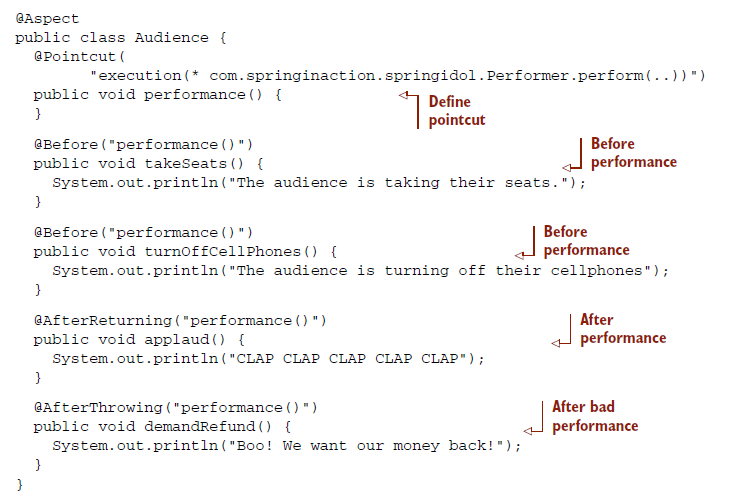 @Aspect
public class Audience {
@Pointcut(
"execution(* com.springinaction.springidol.Performer.perform(..))")
public void performance() {
Define
pointcut
}
@Before("performance()")
Before
public void takeSeats() {
performance
System.out.println("The audience is taking their seats.");
}
@Before("performance()")
Before
public void turnOffCellPhones() {
performance
System.out.println("The audience is turning off their cellphones");
}
@AfterReturning("performance()")
After
public void applaud() {
performance
System.out.println("CLAP CLAP CLAP CLAP CLAP");
}
@AfterThrowing("performance()")
After bad
public void demandRefund() {
performance
System.out.println("Boo! We want our money back!");
}
}